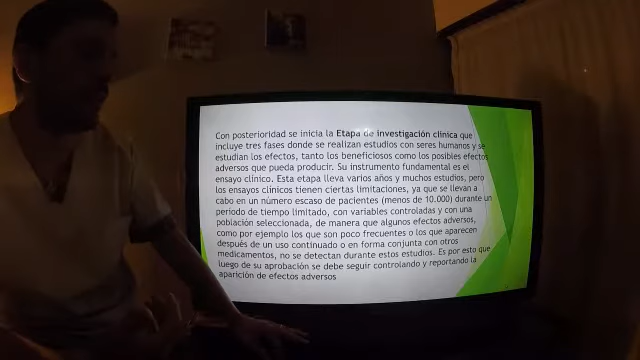 Con posterioridad se inicia la Etapa de investigación clínica que
incluye tres fases donde se realizan estudios con seres humanos y se
estudian los efectos, tanto los beneficiosos como los posibles efectos
adversos que pueda producir. Su instrumento fundamental es el
ensayo clínico. Esta etapa lleva varios años y muchos estudios, pero
los ensayos clínicos tienen ciertas limitaciones, ya que se llevan a
cabo en un número escaso de pacientes (menos de 10.000) durante un
período de tiempo limitado, con variables controladas y con una
población seleccionada, de manera que algunos efectos adversos,
como por ejemplo los que son poco frecuentes o los que aparecen
después de un uso continuado o en forma conjunta con otros
medicamentos, no se detectan durante estos estudios. Es por esto que
luego de su aprobación se debe seguir controlando y reportando la
aparición de efectos adversos